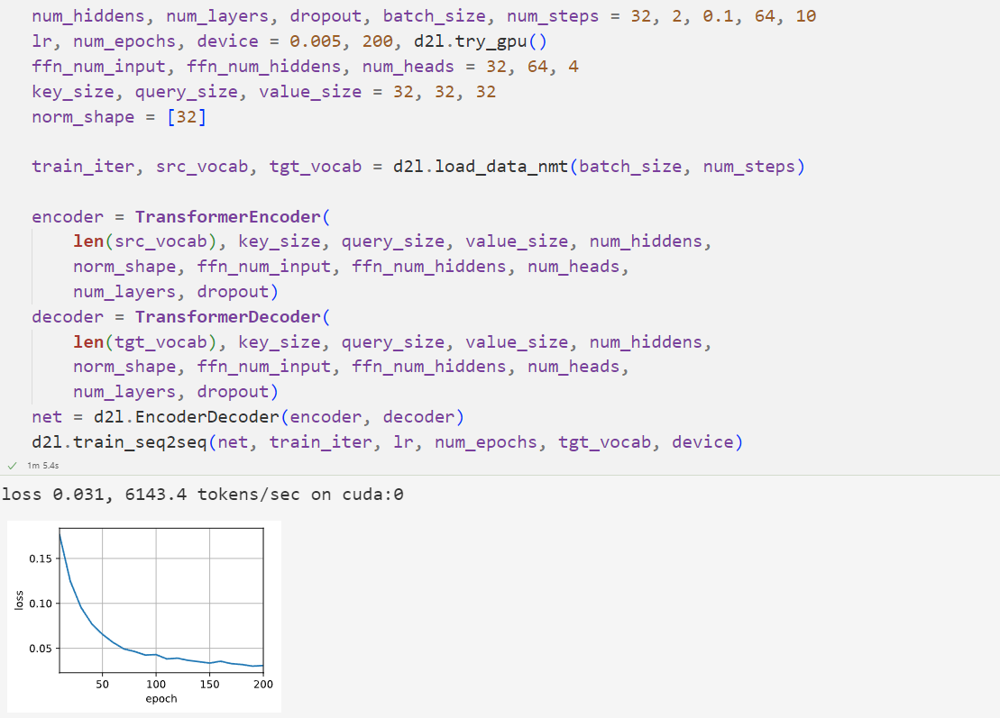 num_hiddens, num_layers, dropout, batch_size, num_steps = 32, 2, 0.1, 64, 10
lr, num_epochs, device = 0.005, 200, d2l.try_gpu()
ffn_num_input, ffn_num_hiddens, num_heads = 32, 64, 4
key_size, query_size, value_size = 32, 32, 32
norm_shape = [32]
train_iter, src_vocab, tgt_vocab = d2l.load_data_nmt(batch_size, num_steps)
encoder = TransformerEncoder(
    len(src_vocab), key_size, query_size, value_size, num_hiddens,
    norm_shape, ffn_num_input, ffn_num_hiddens, num_heads,
    num_layers, dropout)
decoder = TransformerDecoder(
    len(tgt_vocab), key_size, query_size, value_size, num_hiddens,
    norm_shape, ffn_num_input, ffn_num_hiddens, num_heads,
    num_layers, dropout)
net = d2l.EncoderDecoder(encoder, decoder)
d2l.train_seq2seq(net, train_iter, lr, num_epochs, tgt_vocab, device)
✓ 1m 5.4s
loss 0.031, 6143.4 tokens/sec on cuda:0
0.15
0.10
0.05
loss
50 100 150 200
epoch